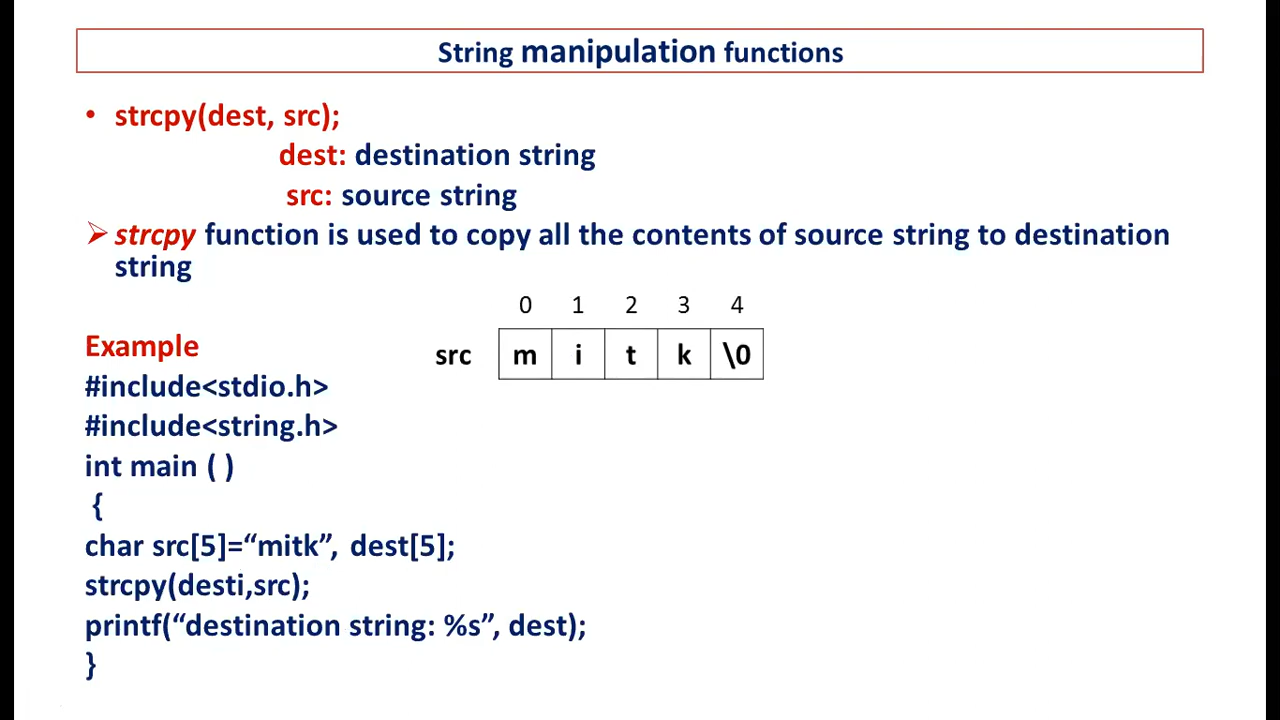 String manipulation functions
• strcpy(dest, src);
dest: destination string
src: source string
➢ strcpy function is used to copy all the contents of source string to destination
string
0 1 2 3 4
Example
src m i t k \0
#include<stdio.h>
#include<string.h>
int main ( )
{
char src[5]=“mitk”, dest[5];
strcpy(desti,src);
printf(“destination string: %s”, dest);
}